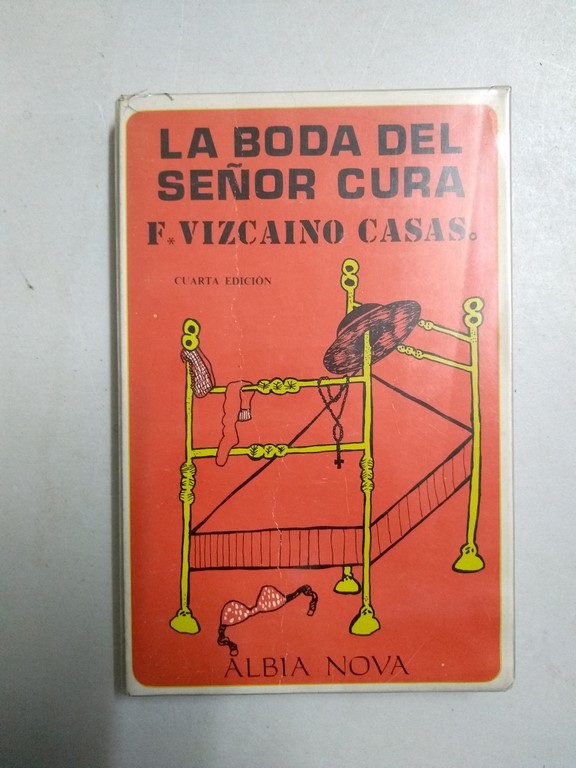 LA BODA DEL
SEÑOR CURA
F. VIZCAINO CASAS.
CUARTA EDICIÓN
ALBIA NOVA